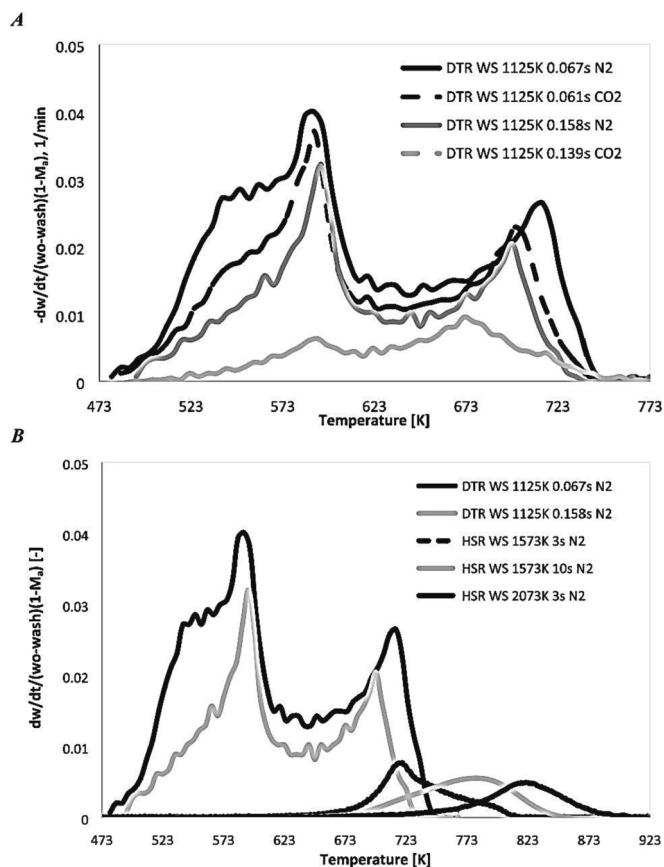 A
0.05
0.04
0.03
0.02
0.01
0
-dw/dt/(wo-wash)(1-Ma), 1/min
DTR WS 1125K 0.067s N2
DTR WS 1125K 0.061s CO2
DTR WS 1125K 0.158s N2
DTR WS 1125K 0.139s CO2
473 523 573 623 673 723 773
Temperature [K]
B
0.05
0.04
0.03
0.02
0.01
0
dw/dt/(wo-wash)(1-Ma) [-]
DTR WS 1125K 0.067s N2
DTR WS 1125K 0.158s N2
HSR WS 1573K 3s N2
HSR WS 1573K 10s N2
HSR WS 2073K 3s N2
473 523 573 623 673 723 773 823 873 923
Temperature [K]